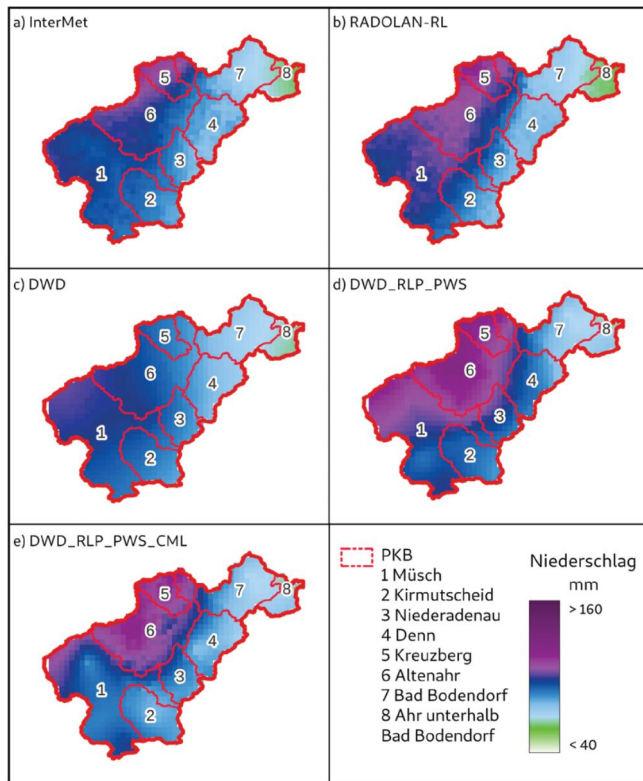 a) InterMet
5
7
8
6
4
1
3
2
b) RADOLAN-RL
5
7
8
6
4
1
3
2
c) DWD
5
7
8
6
4
1
3
2
d) DWD_RLP_PWS
5
7
8
6
4
1
3
2
e) DWD_RLP_PWS_CML
5
7
8
6
4
1
3
2
PKB
1 Müsch
2 Kirmutscheid
3 Niederadenau
4 Denn
5 Kreuzberg
6 Altenahr
7 Bad Bodendorf
8 Ahr unterhalb
Bad Bodendorf
Niederschlag
mm
> 160
< 40